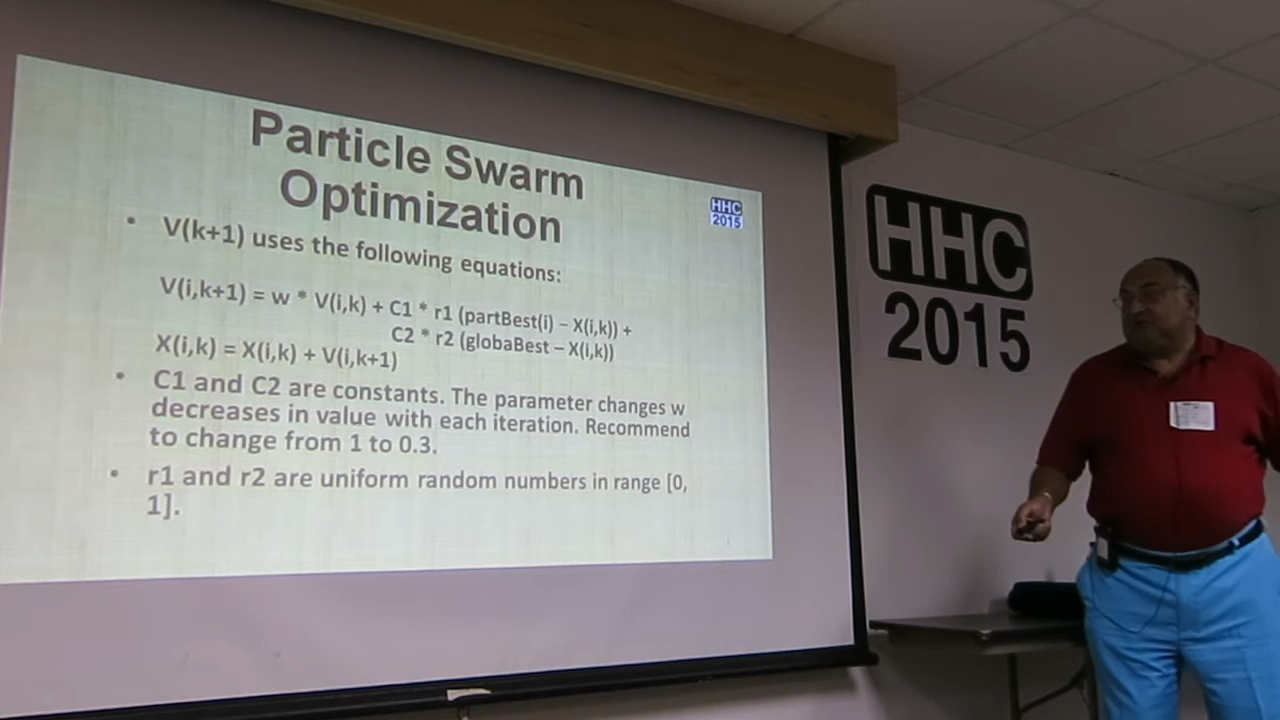 Particle Swarm
Optimization
HHC
2015
• V(k+1) uses the following equations:
V(i,k+1) = w * V(i,k) + C1 * r1 (partBest(i) – X(i,k)) +
C2 * r2 (globaBest – X(i,k))
X(i,k) = X(i,k) + V(i,k+1)
• C1 and C2 are constants. The parameter changes w
decreases in value with each iteration. Recommend
to change from 1 to 0.3.
• r1 and r2 are uniform random numbers in range [0,
1].
HHC
2015